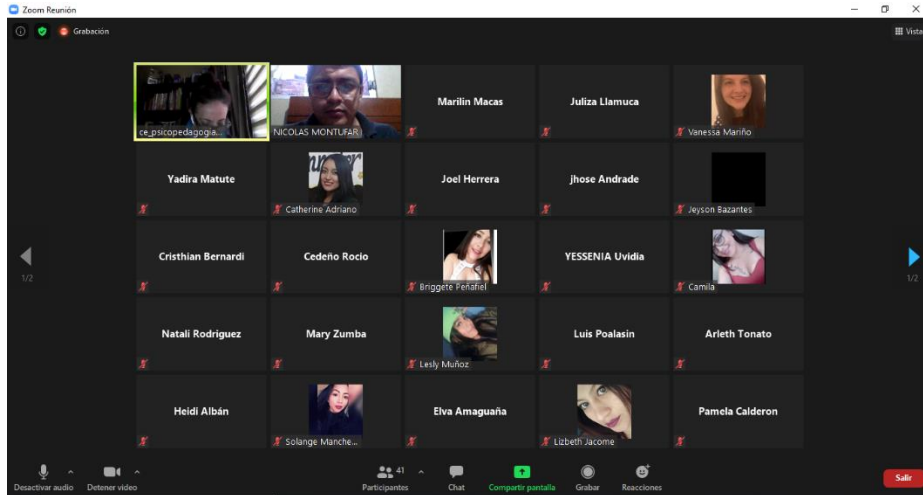 Zoom Reunión
Grabación
Vista
ce_psicopedagogia...
NICOLAS MONTUFAR
Marilin Macas
Juliza Llamuca
Vanessa Mariño
Yadira Matute
Catherine Adriano
Joel Herrera
jhose Andrade
Jeyson Bazantes
1/2
Cristhian Bernardi
Cedeño Rocio
Briggete Peñafiel
YESSENIA Uvidia
Camila
1/2
Natali Rodriguez
Mary Zumba
Lesly Muñoz
Luis Poalasin
Arleth Tonato
Heidi Albán
Solange Manche...
Elva Amaguaña
Lizbeth Jacome
Pamela Calderon
Desactivar audio
Detener video
Participantes
41
Chat
Compartir pantalla
Grabar
Reacciones
Salir